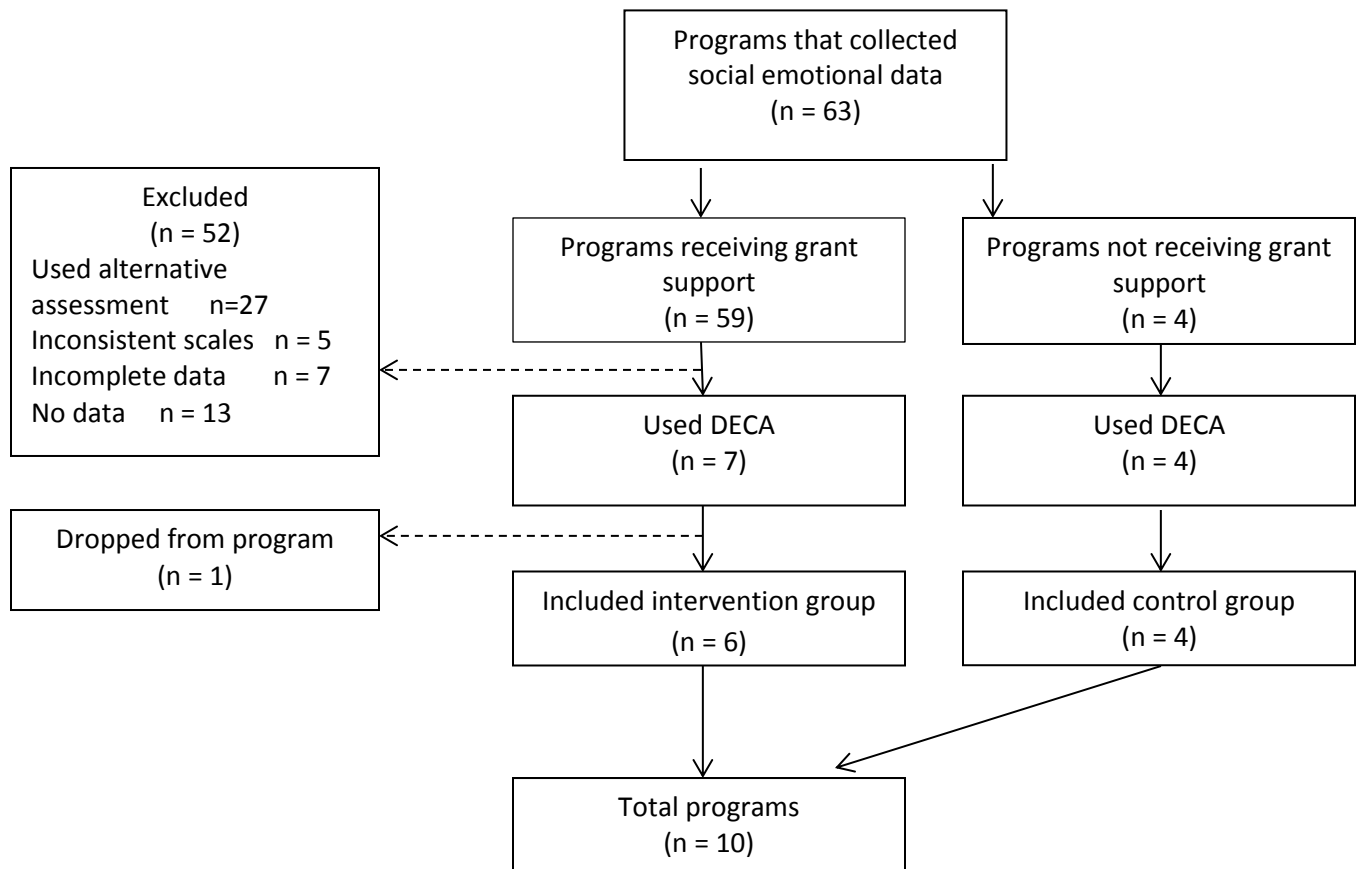 Programs that collected
social emotional data
(n = 63)
Excluded
(n = 52)
Used alternative
assessment n=27
Inconsistent scales n = 5
Incomplete data n = 7
No data n = 13
Programs receiving grant
support
(n = 59)
Programs not receiving grant
support
(n = 4)
Used DECA
(n = 7)
Used DECA
(n = 4)
Dropped from program
(n = 1)
Included intervention group
(n = 6)
Included control group
(n = 4)
Total programs
(n = 10)